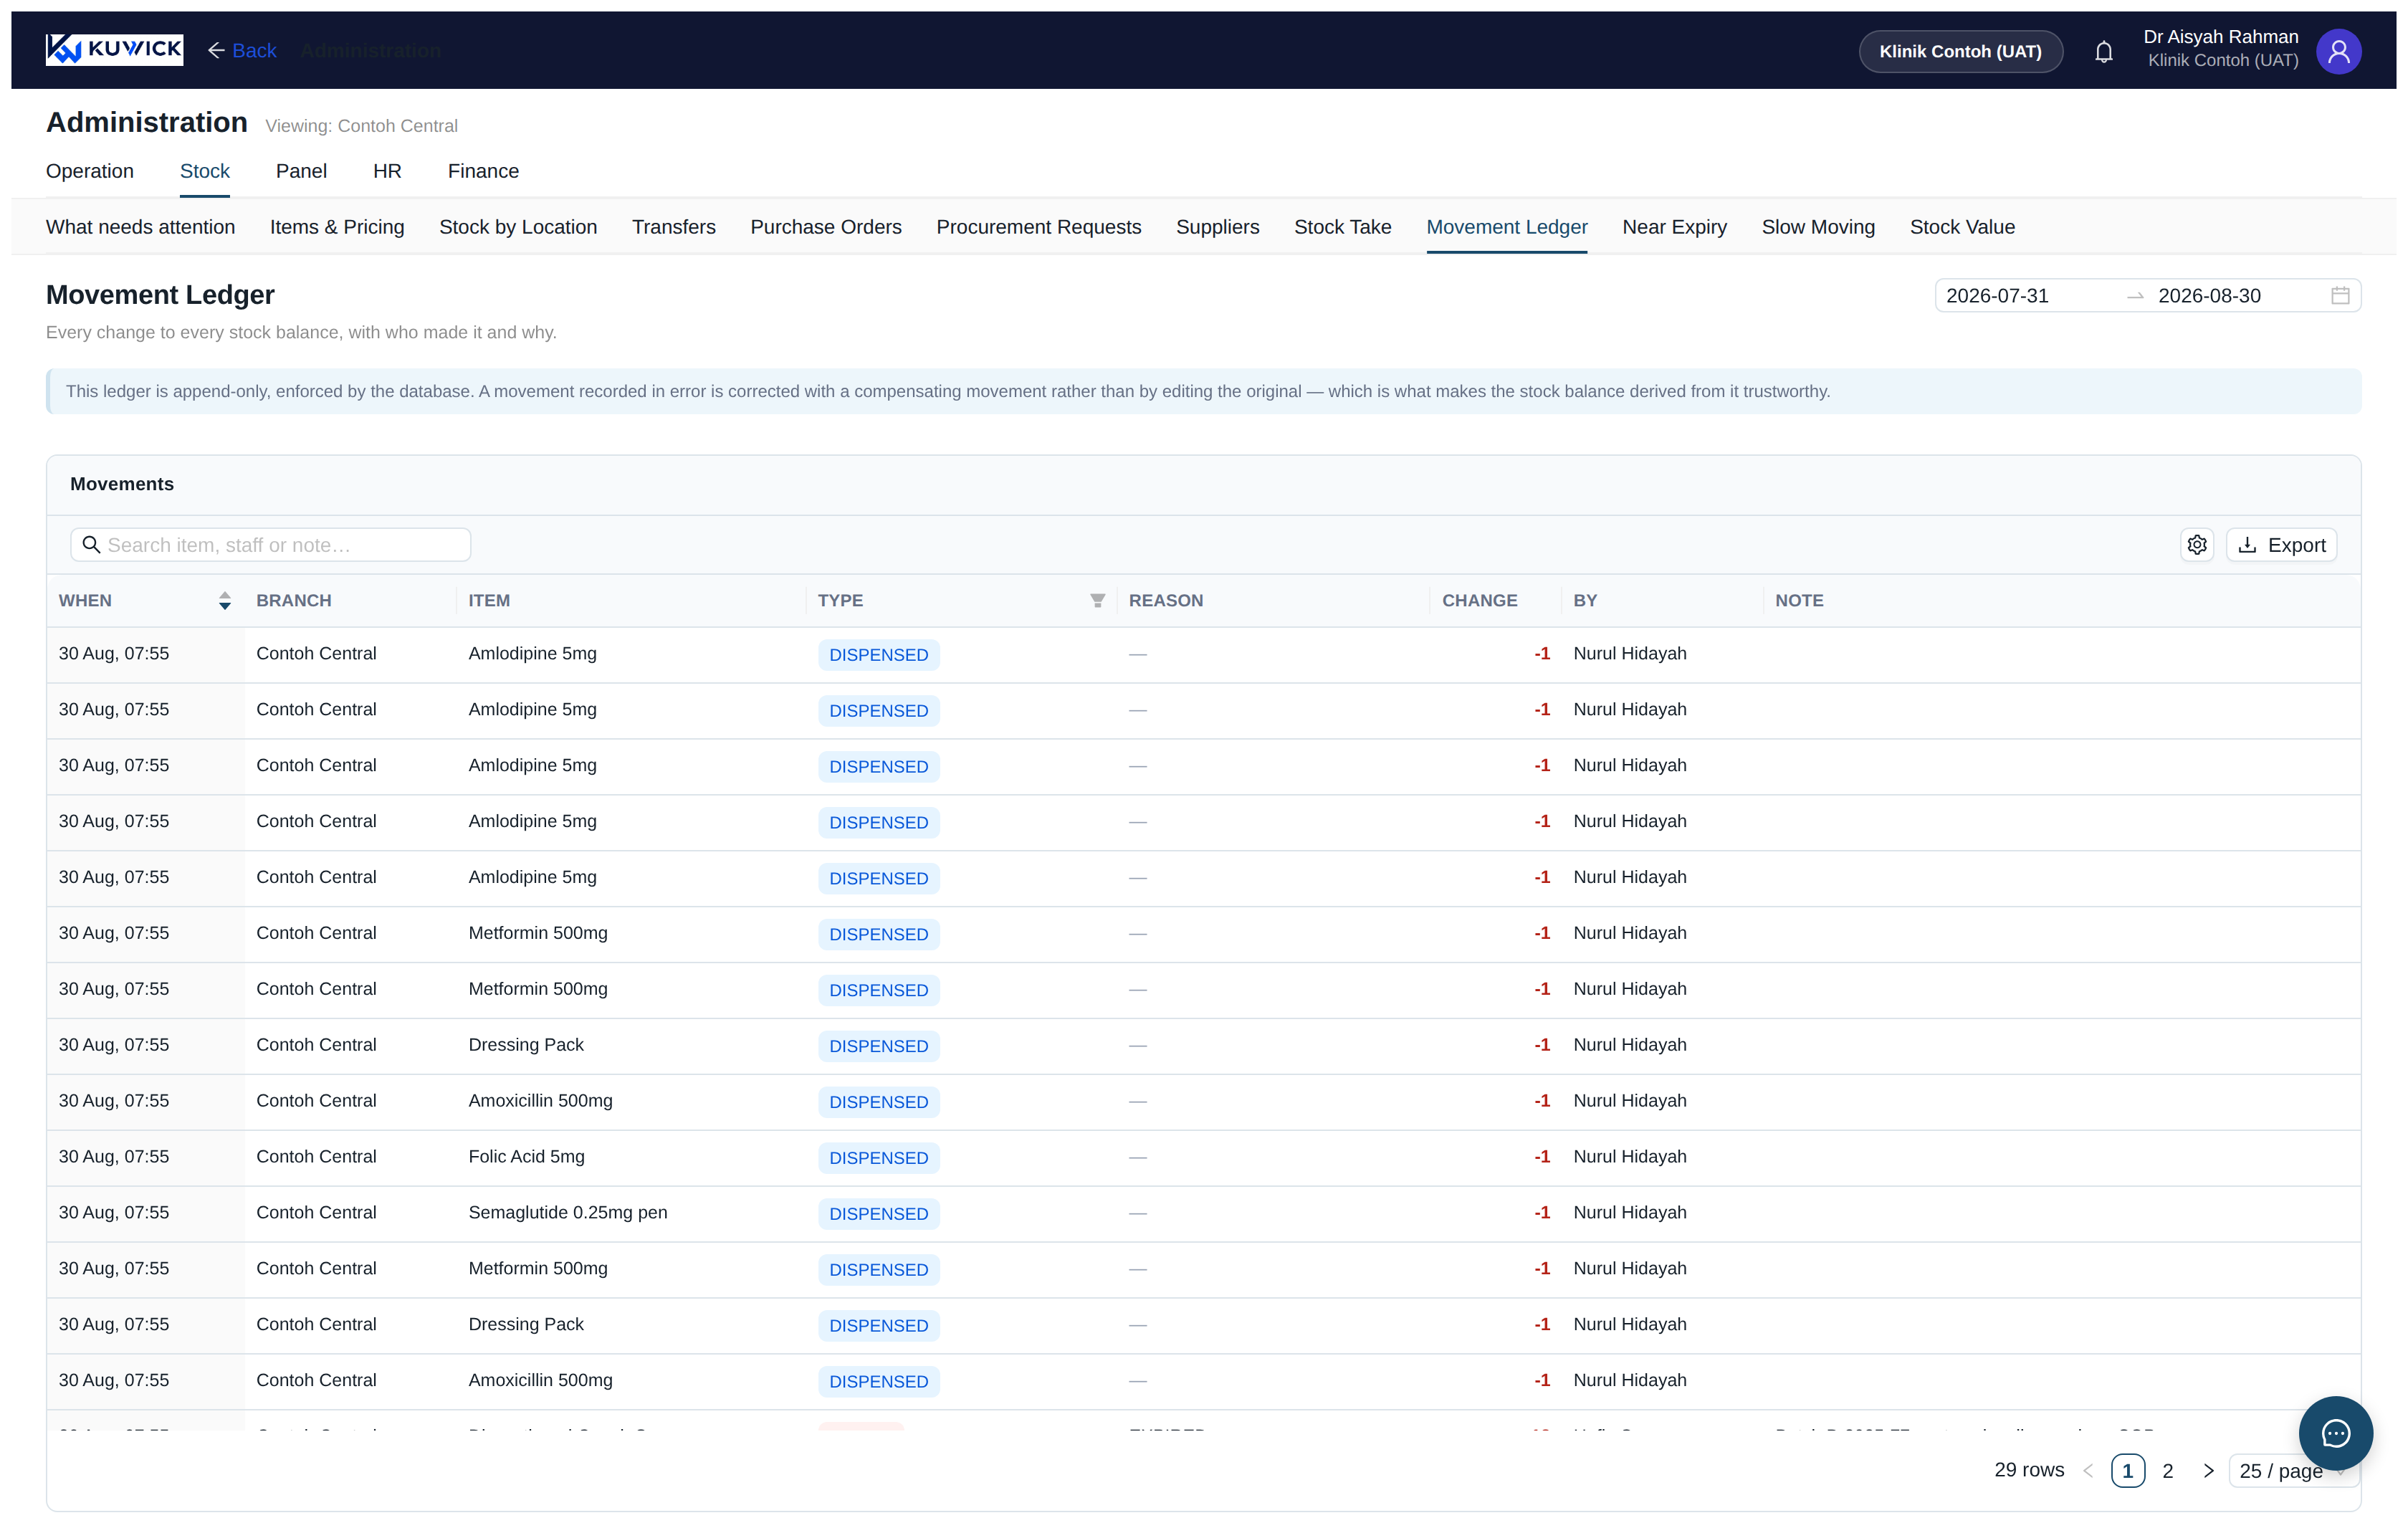 KUWICK
Back
Administration
Klinik Contoh (UAT)
Dr Aisyah Rahman
Klinik Contoh (UAT)
Administration
Viewing: Contoh Central
Operation Stock Panel HR Finance
What needs attention Items & Pricing Stock by Location Transfers Purchase Orders Procurement Requests Suppliers Stock Take Movement Ledger Near Expiry Slow Moving Stock Value
Movement Ledger
2026-07-31 2026-08-30
Every change to every stock balance, with who made it and why.
This ledger is append-only, enforced by the database. A movement recorded in error is corrected with a compensating movement rather than by editing the original — which is what makes the stock balance derived from it trustworthy.
Movements
Search item, staff or note…
Export
WHEN BRANCH ITEM TYPE REASON CHANGE BY NOTE
30 Aug, 07:55 Contoh Central Amlodipine 5mg DISPENSED — -1 Nurul Hidayah
30 Aug, 07:55 Contoh Central Amlodipine 5mg DISPENSED — -1 Nurul Hidayah
30 Aug, 07:55 Contoh Central Amlodipine 5mg DISPENSED — -1 Nurul Hidayah
30 Aug, 07:55 Contoh Central Amlodipine 5mg DISPENSED — -1 Nurul Hidayah
30 Aug, 07:55 Contoh Central Amlodipine 5mg DISPENSED — -1 Nurul Hidayah
30 Aug, 07:55 Contoh Central Metformin 500mg DISPENSED — -1 Nurul Hidayah
30 Aug, 07:55 Contoh Central Metformin 500mg DISPENSED — -1 Nurul Hidayah
30 Aug, 07:55 Contoh Central Dressing Pack DISPENSED — -1 Nurul Hidayah
30 Aug, 07:55 Contoh Central Amoxicillin 500mg DISPENSED — -1 Nurul Hidayah
30 Aug, 07:55 Contoh Central Folic Acid 5mg DISPENSED — -1 Nurul Hidayah
30 Aug, 07:55 Contoh Central Semaglutide 0.25mg pen DISPENSED — -1 Nurul Hidayah
30 Aug, 07:55 Contoh Central Metformin 500mg DISPENSED — -1 Nurul Hidayah
30 Aug, 07:55 Contoh Central Dressing Pack DISPENSED — -1 Nurul Hidayah
30 Aug, 07:55 Contoh Central Amoxicillin 500mg DISPENSED — -1 Nurul Hidayah
29 rows 1 2 25 / page